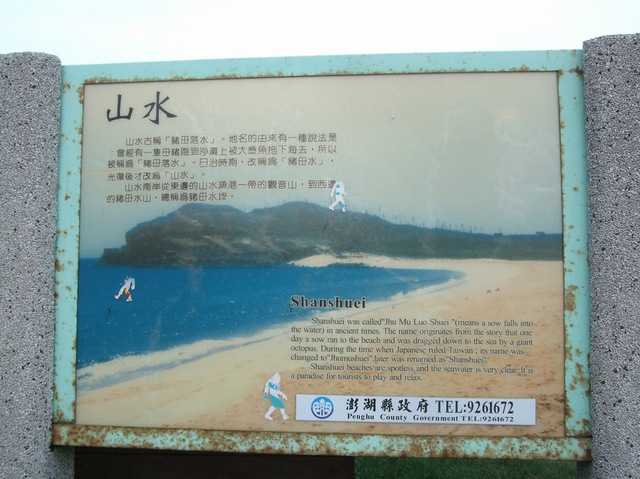 山水
山水古稱「豬母落水」。地名的由來有一種說法是
：曾經有一隻母豬跑到沙灘上被大章魚拖下海去，所以
被稱為「豬母落水」。日治時期，改稱為「豬母水」，
光復後才改為「山水」。
山水南岸從東邊的山水漁港一帶的觀音山，到西邊
的豬母水山，總稱為豬母水垵。
Shanshuei
Shanshuei was called"Jhu Mu Luo Shuei "(means a sow falls into
the water) in ancient times. The name originates from the story that one
day a sow ran to the beach and was dragged down to the sea by a giant
octopus. During the time when Japanese ruled Taiwan , its name was
changed to"Jhumushuei",later was renamed as"Shanshuei".
Shanshuei beaches are spotless and the seawater is very clear.It is
a paradise for tourists to play and relax.
澎湖縣政府 TEL:9261672
Penghu County Government TEL:9261672